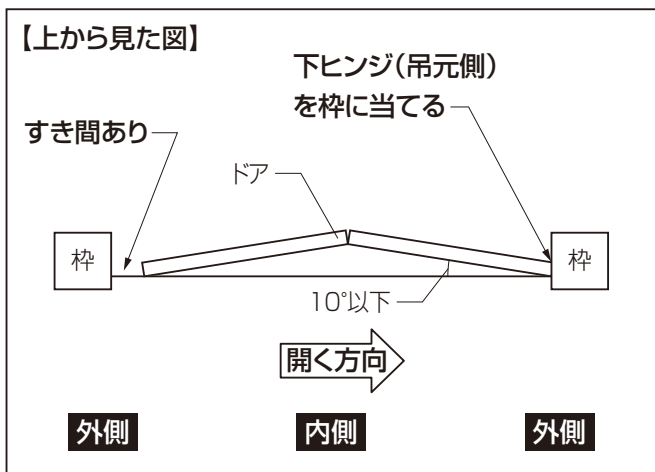 【上から見た図】
下ヒンジ(吊元側)
を枠に当てる
すき間あり
ドア
枠
枠
10°以下
開く方向
外側
内側
外側